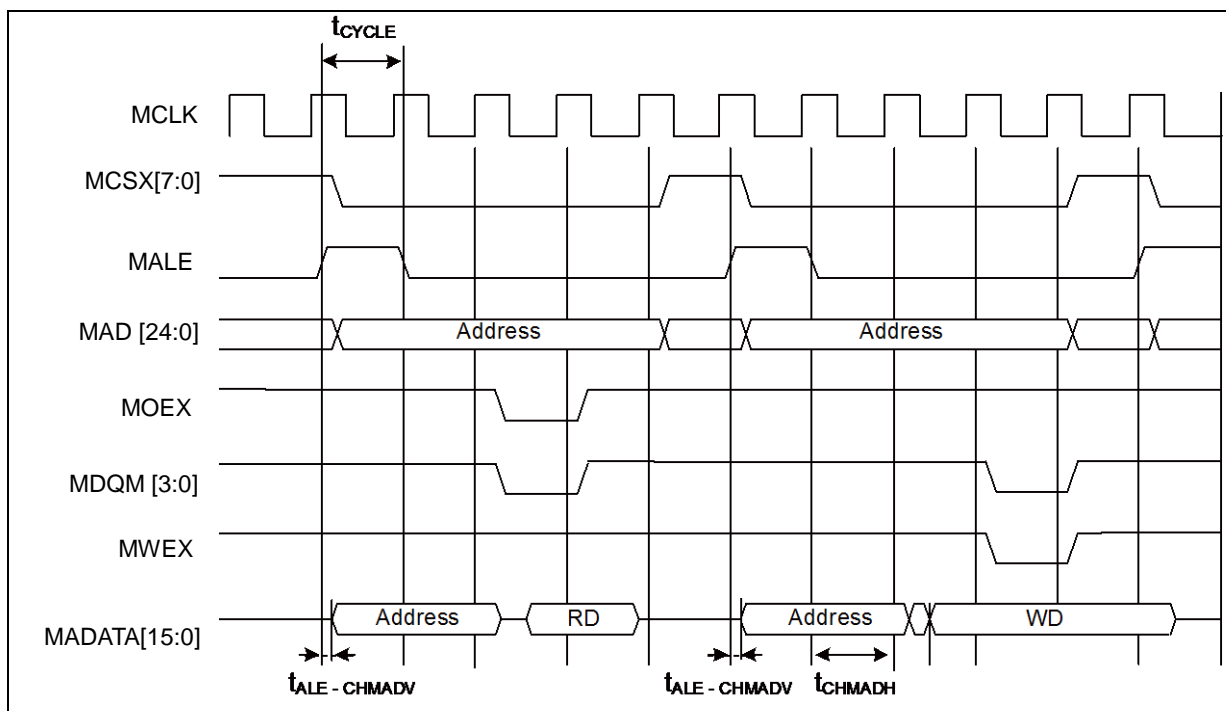 tCYCLE
MCLK
MCSX[7:0]
MALE
MAD [24:0]
Address
Address
MOEX
MDQM [3:0]
MWEX
MADATA[15:0]
Address
RD
Address
WD
tALE - CHMADV
tALE - CHMADV
tCHMADH